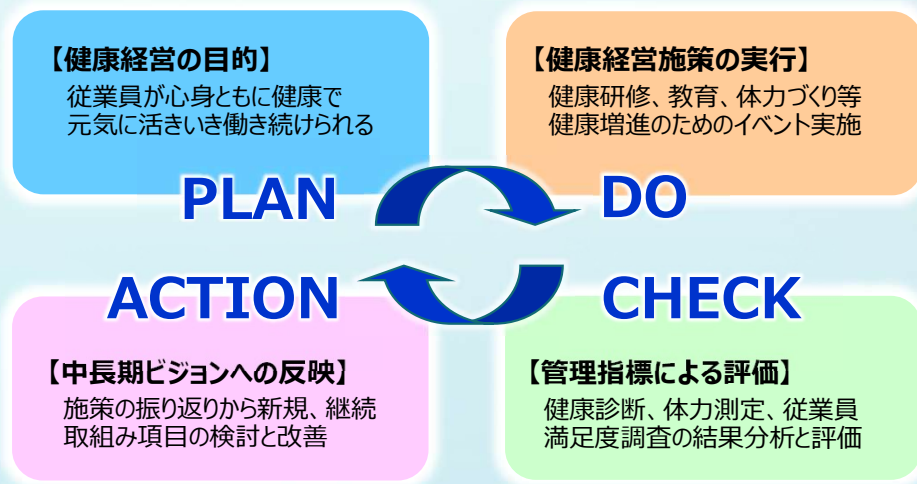 【健康経営の目的】
従業員が心身ともに健康で
元気に活きいき働き続けられる
PLAN
【健康経営施策の実行】
健康研修、教育、体力づくり等
健康増進のためのイベント実施
DO
ACTION
【中長期ビジョンへの反映】
施策の振り返りから新規、継続
取組み項目の検討と改善
CHECK
【管理指標による評価】
健康診断、体力測定、従業員
満足度調査の結果分析と評価